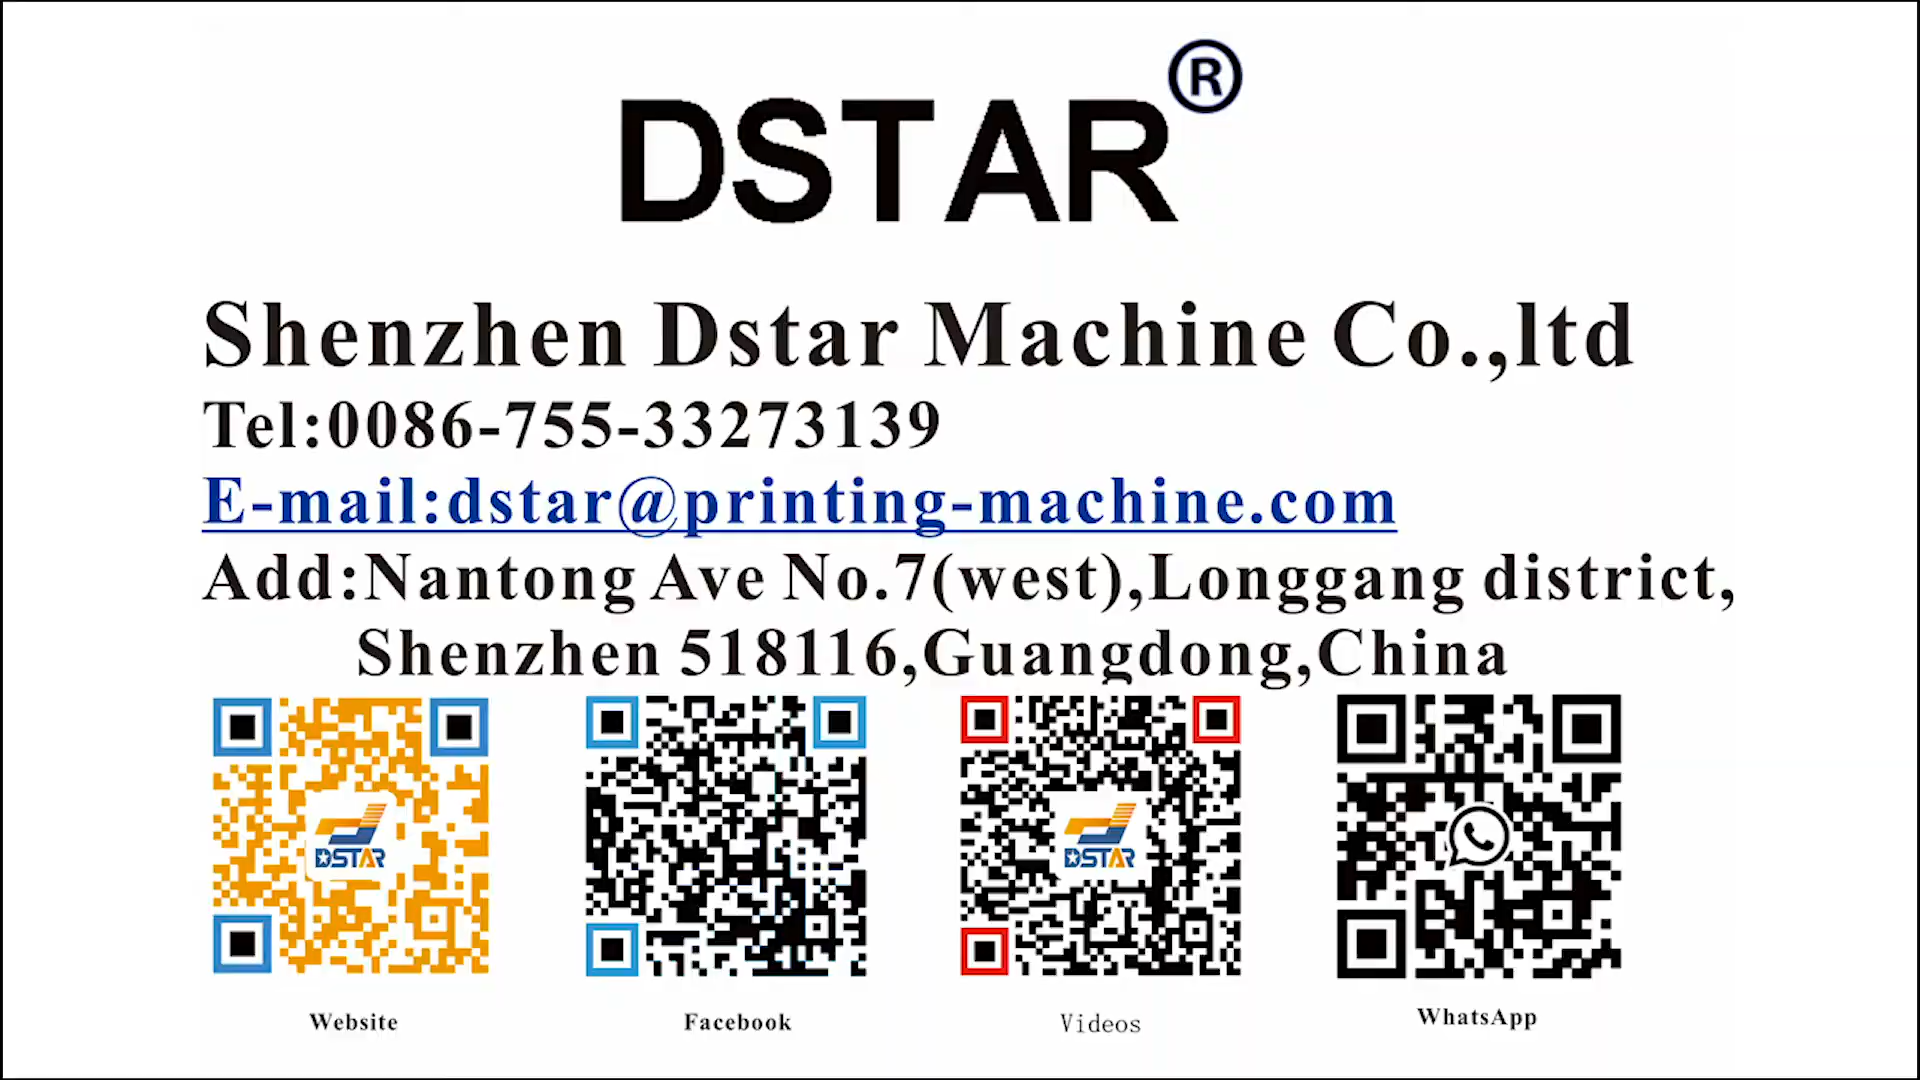 DSTAR®
Shenzhen Dstar Machine Co.,ltd
Tel:0086-755-33273139
E-mail:dstar@printing-machine.com
Add:Nantong Ave No.7(west),Longgang district,
Shenzhen 518116,Guangdong,China
DSTAR
DSTAR
Website
Facebook
Videos
WhatsApp